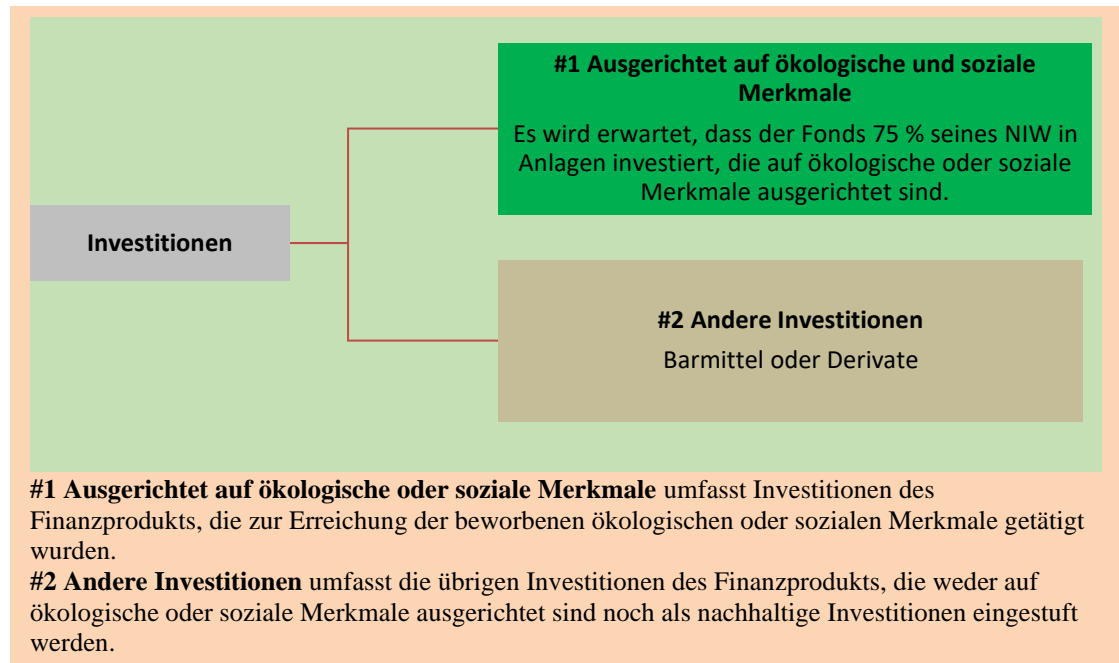 #1 Ausgerichtet auf ökologische und soziale
Merkmale
Es wird erwartet, dass der Fonds 75 % seines NIW in
Anlagen investiert, die auf ökologische oder soziale
Merkmale ausgerichtet sind.
Investitionen
#2 Andere Investitionen
Barmittel oder Derivate
#1 Ausgerichtet auf ökologische oder soziale Merkmale umfasst Investitionen des
Finanzprodukts, die zur Erreichung der beworbenen ökologischen oder sozialen Merkmale getätigt
wurden.
#2 Andere Investitionen umfasst die übrigen Investitionen des Finanzprodukts, die weder auf
ökologische oder soziale Merkmale ausgerichtet sind noch als nachhaltige Investitionen eingestuft
werden.